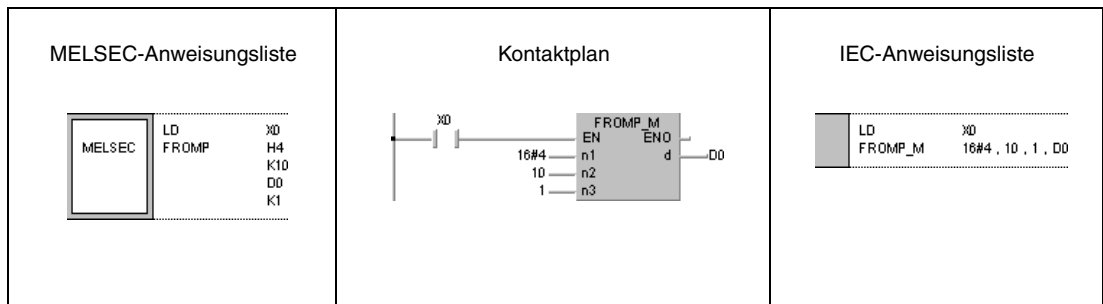 MELSEC-Anweisungsliste
MELSEC
LD X0
FROMP H4
K10
D0
K1
Kontaktplan
X0
FROMP_M
EN ENO
16#4 n1 d D0
10 n2
1 n3
IEC-Anweisungsliste
LD X0
FROMP_M 16#4 , 10 , 1 , D0